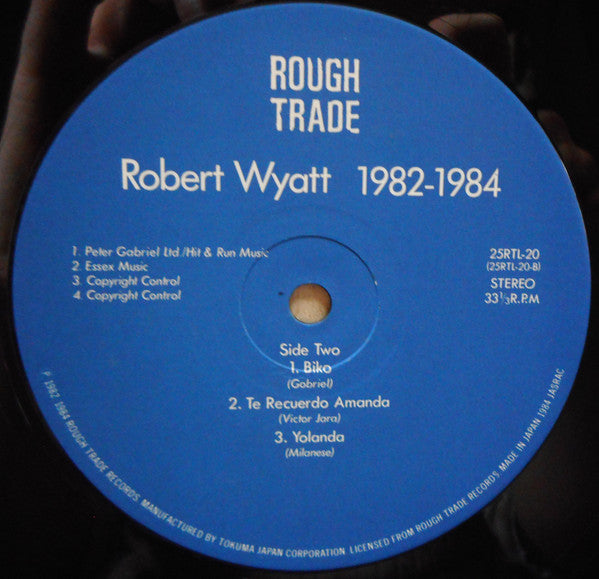 ROUGH
TRADE
Robert Wyatt 1982-1984
1. Peter Gabriel Ltd./Hit & Run Music
2. Essex Music
3. Copyright Control
4. Copyright Control
25RTL-20
(25RTL-20-B)
STEREO
33 1/3 R.P.M
Side Two
1. Biko
(Gabriel)
2. Te Recuerdo Amanda
(Victor Jara)
3. Yolanda
(Milanese)
P 1982, 1984 ROUGH TRADE RECORDS. MANUFACTURED BY TOKUMA JAPAN CORPORATION. LICENSED FROM ROUGH TRADE RECORDS. MADE IN JAPAN 1984 JASRAC